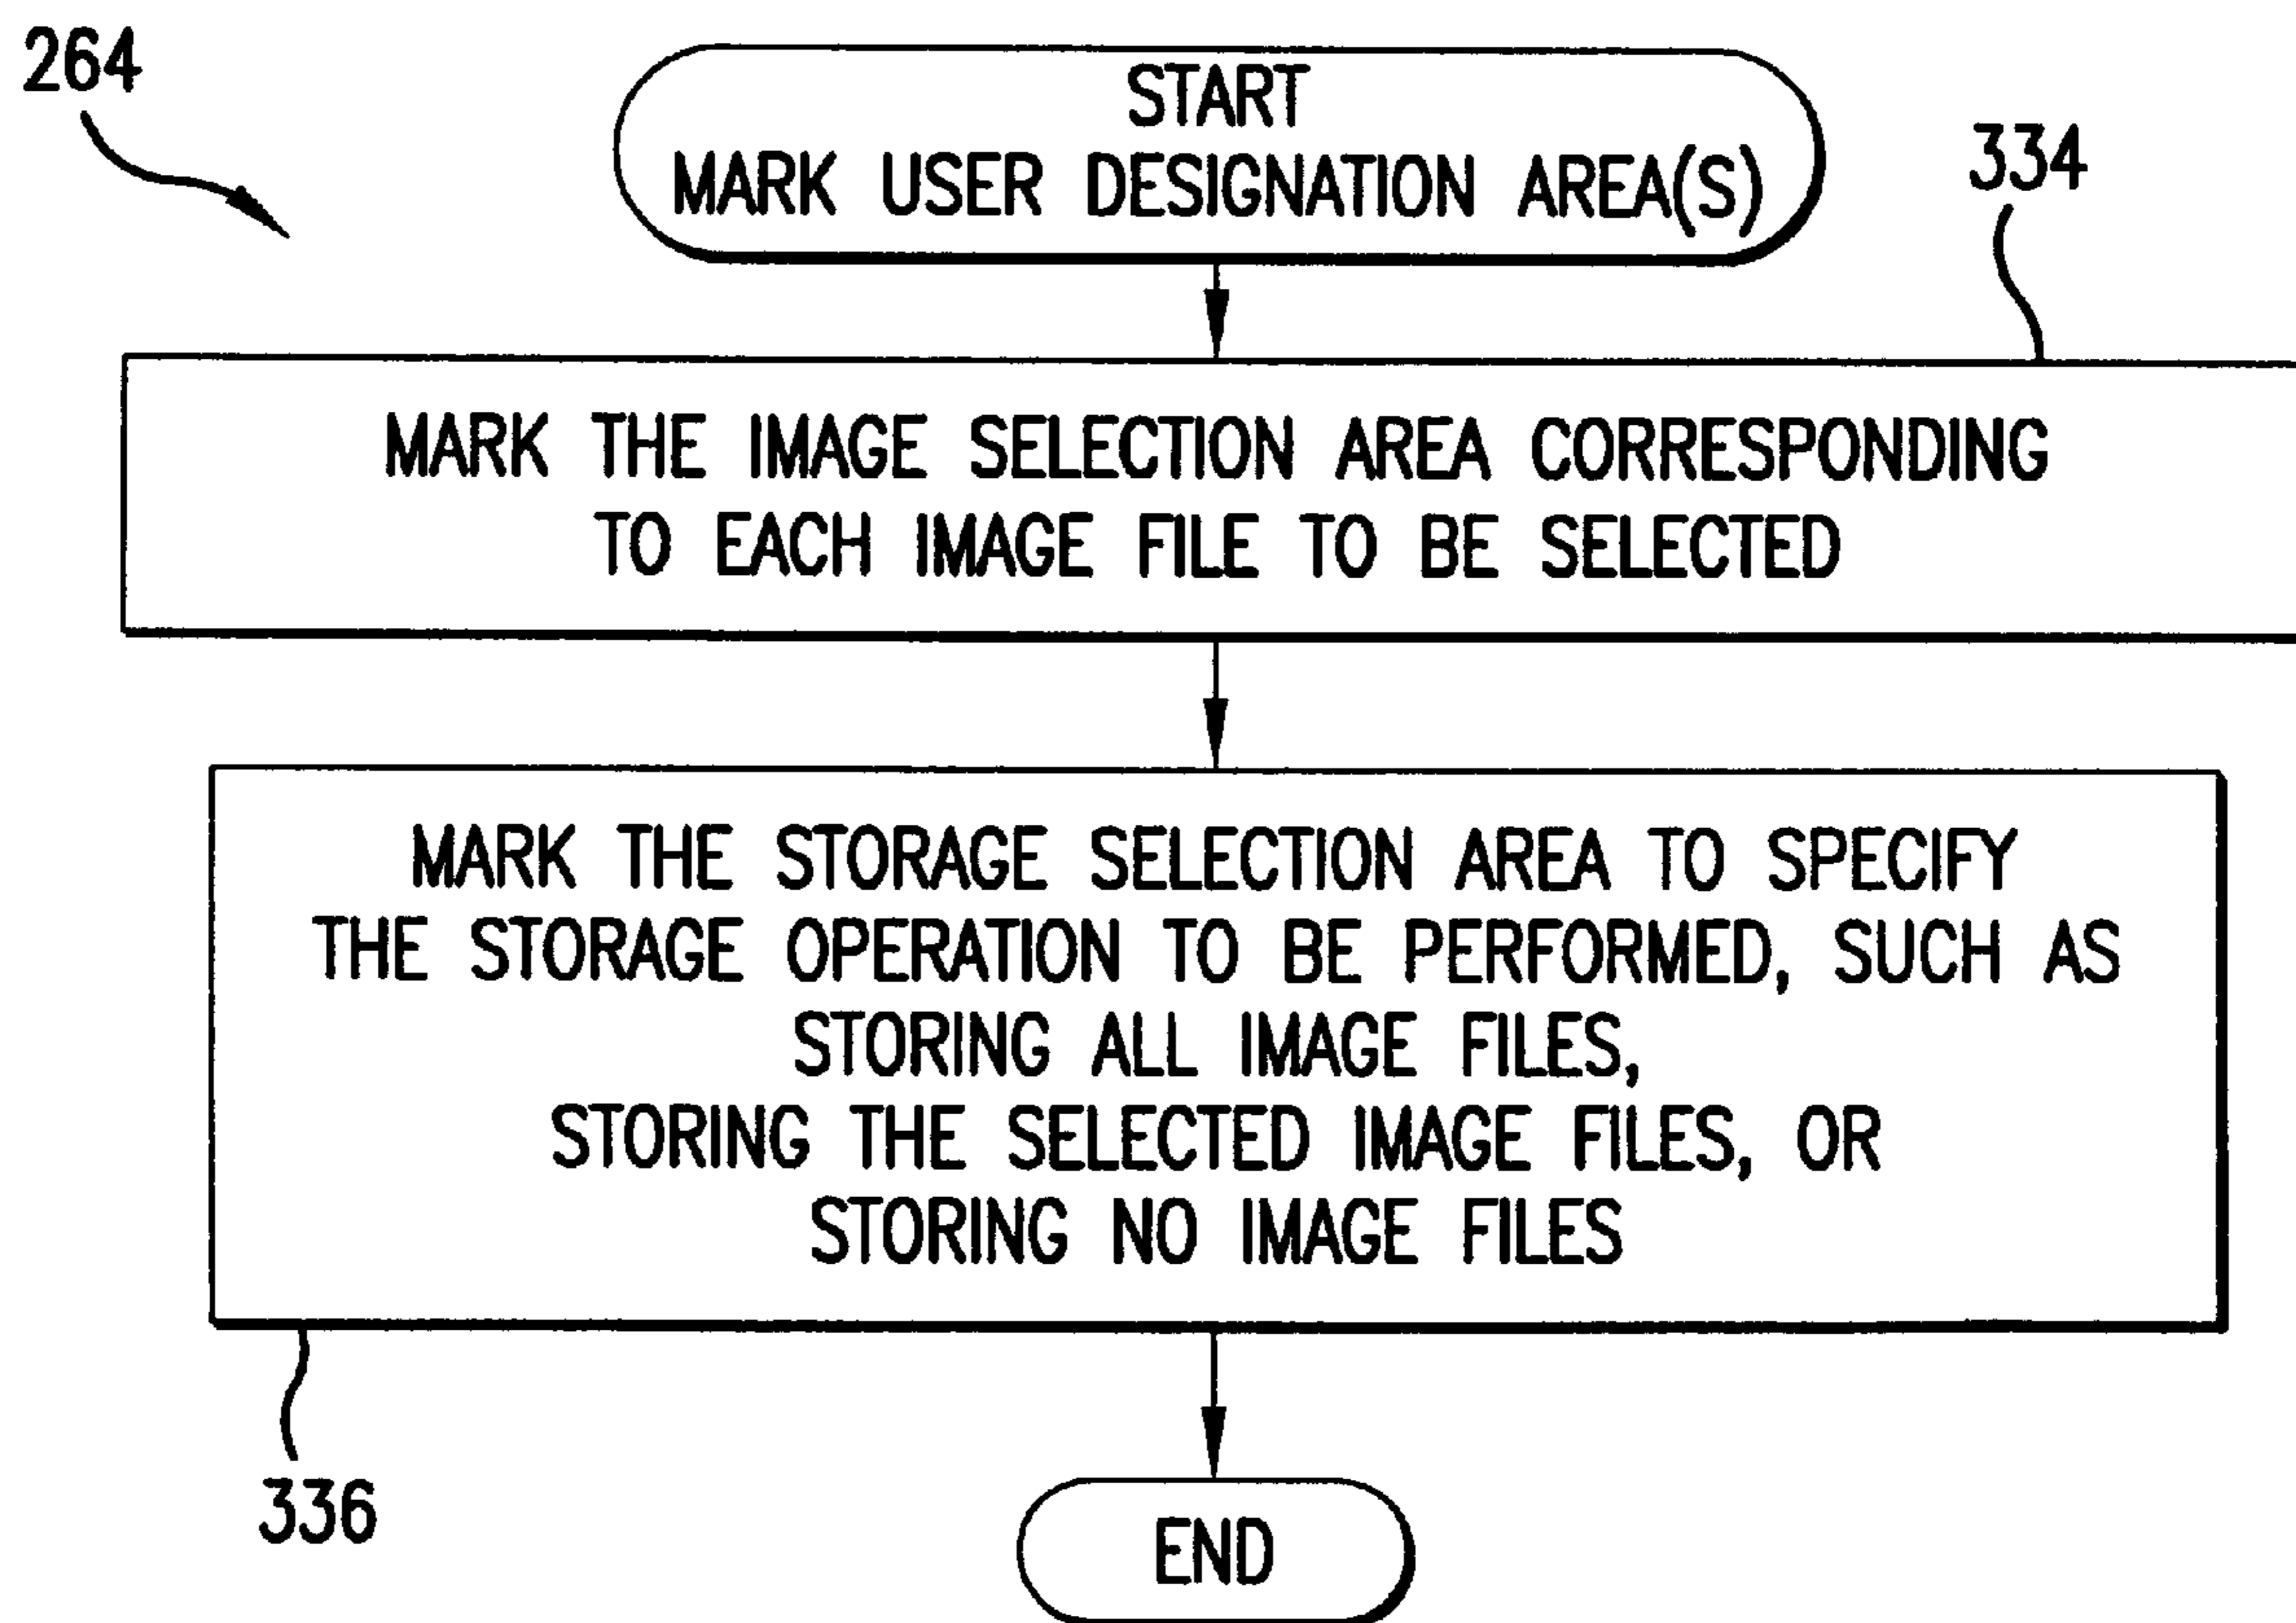 264
START
MARK USER DESIGNATION AREA(S)
334
MARK THE IMAGE SELECTION AREA CORRESPONDING
TO EACH IMAGE FILE TO BE SELECTED
MARK THE STORAGE SELECTION AREA TO SPECIFY
THE STORAGE OPERATION TO BE PERFORMED, SUCH AS
STORING ALL IMAGE FILES,
STORING THE SELECTED IMAGE FILES, OR
STORING NO IMAGE FILES
336
END